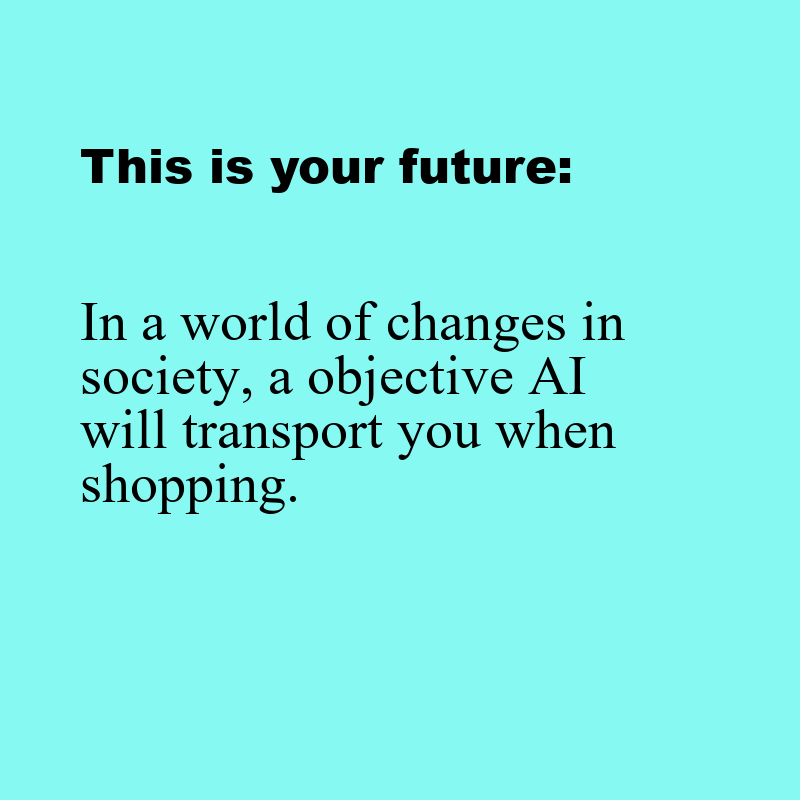 This is your future:
In a world of changes in
society, a objective AI
will transport you when
shopping.